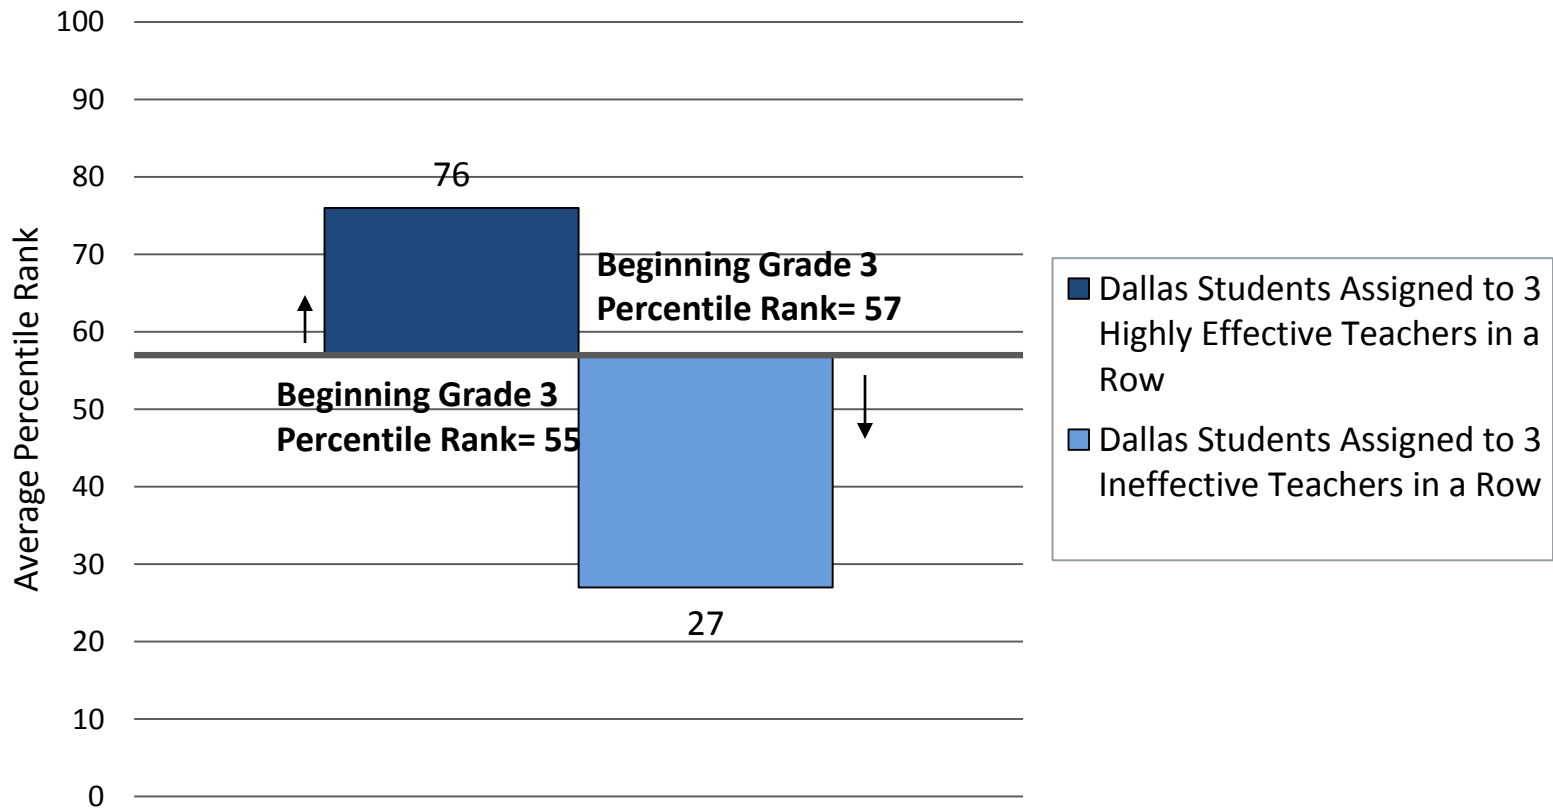 100
90
80
70
60
50
40
30
20
10
0
Average Percentile Rank
76
Beginning Grade 3
Percentile Rank= 57
Beginning Grade 3
Percentile Rank= 55
27
Dallas Students Assigned to 3
Highly Effective Teachers in a
Row
Dallas Students Assigned to 3
Ineffective Teachers in a Row